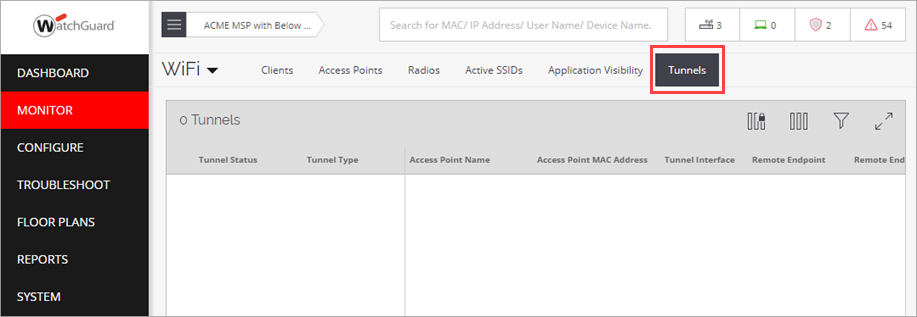 WatchGuard
ACME MSP with Below ...
Search for MAC/ IP Address/ User Name/ Device Name.
3
0
2
54
DASHBOARD
MONITOR
CONFIGURE
TROUBLESHOOT
FLOOR PLANS
REPORTS
SYSTEM
WiFi
Clients
Access Points
Radios
Active SSIDs
Application Visibility
Tunnels
0 Tunnels
Tunnel Status
Tunnel Type
Access Point Name
Access Point MAC Address
Tunnel Interface
Remote Endpoint
Remote End